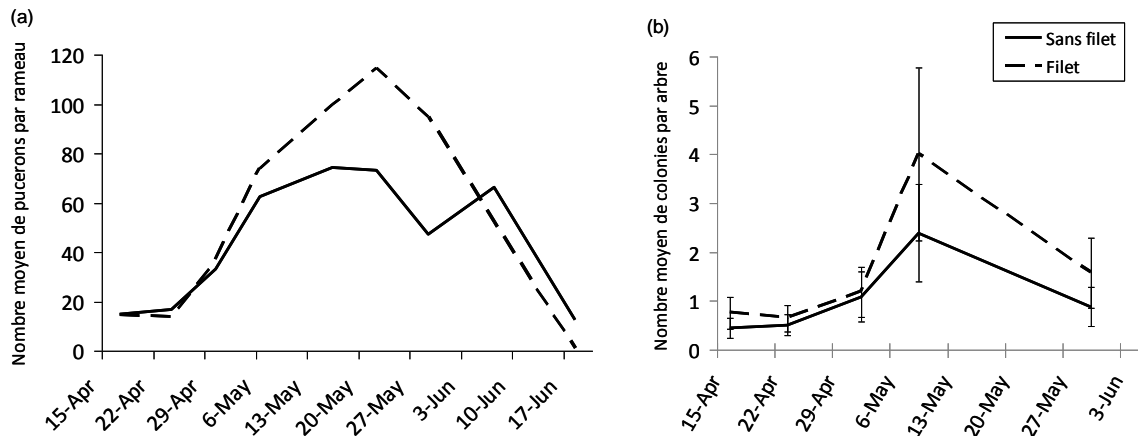 (a)
Nombre moyen de pucerons par rameau
120
100
80
60
40
20
0
15-Apr
22-Apr
29-Apr
6-May
13-May
20-May
27-May
3-Jun
10-Jun
17-Jun
(b)
Sans filet
Filet
Nombre moyen de colonies par arbre
6
5
4
3
2
1
0
15-Apr
22-Apr
29-Apr
6-May
13-May
20-May
27-May
3-Jun